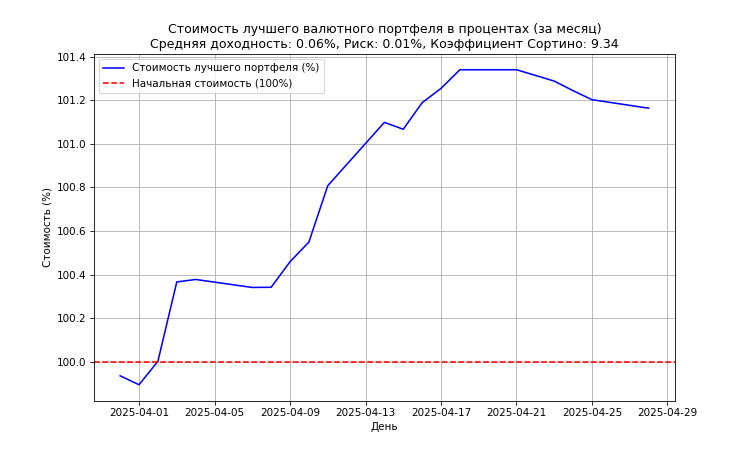 Стоимость лучшего валютного портфеля в процентах (за месяц)
Средняя доходность: 0.06%, Риск: 0.01%, Коэффициент Сортино: 9.34
Стоимость лучшего портфеля (%)
Начальная стоимость (100%)
Стоимость (%)
101.4
101.2
101.0
100.8
100.6
100.4
100.2
100.0
2025-04-01 2025-04-05 2025-04-09 2025-04-13 2025-04-17 2025-04-21 2025-04-25 2025-04-29
День